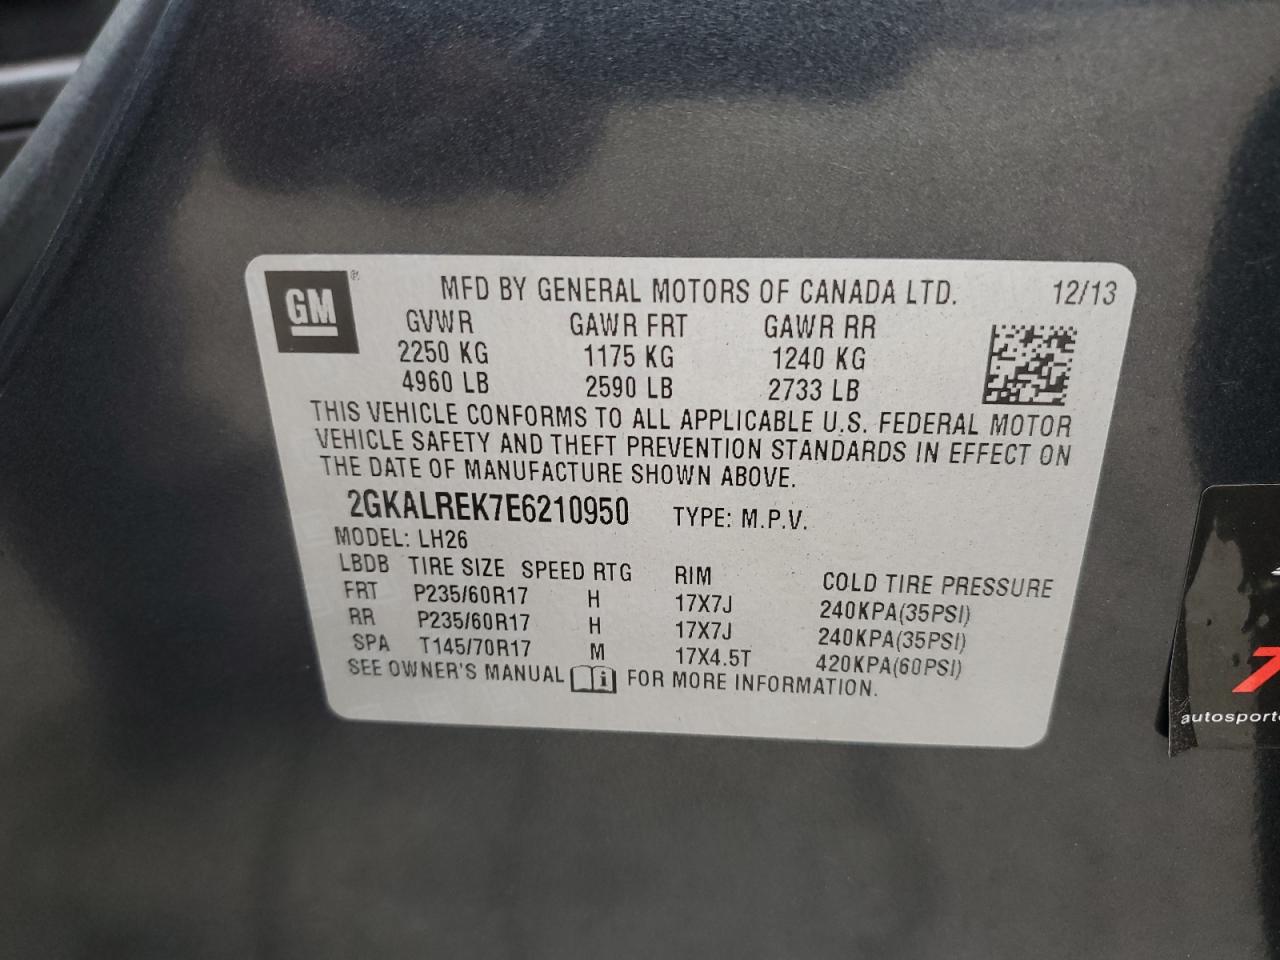 GM ® MFD BY GENERAL MOTORS OF CANADA LTD. 12/13
GVWR GAWR FRT GAWR RR
2250 KG 1175 KG 1240 KG
4960 LB 2590 LB 2733 LB
THIS VEHICLE CONFORMS TO ALL APPLICABLE U.S. FEDERAL MOTOR
VEHICLE SAFETY AND THEFT PREVENTION STANDARDS IN EFFECT ON
THE DATE OF MANUFACTURE SHOWN ABOVE.
2GKALREK7E6210950 TYPE: M.P.V.
MODEL: LH26
LBDB TIRE SIZE SPEED RTG RIM COLD TIRE PRESSURE
FRT P235/60R17 H 17X7J 240KPA(35PSI)
RR P235/60R17 H 17X7J 240KPA(35PSI)
SPA T145/70R17 M 17X4.5T 420KPA(60PSI)
SEE OWNER'S MANUAL i FOR MORE INFORMATION.